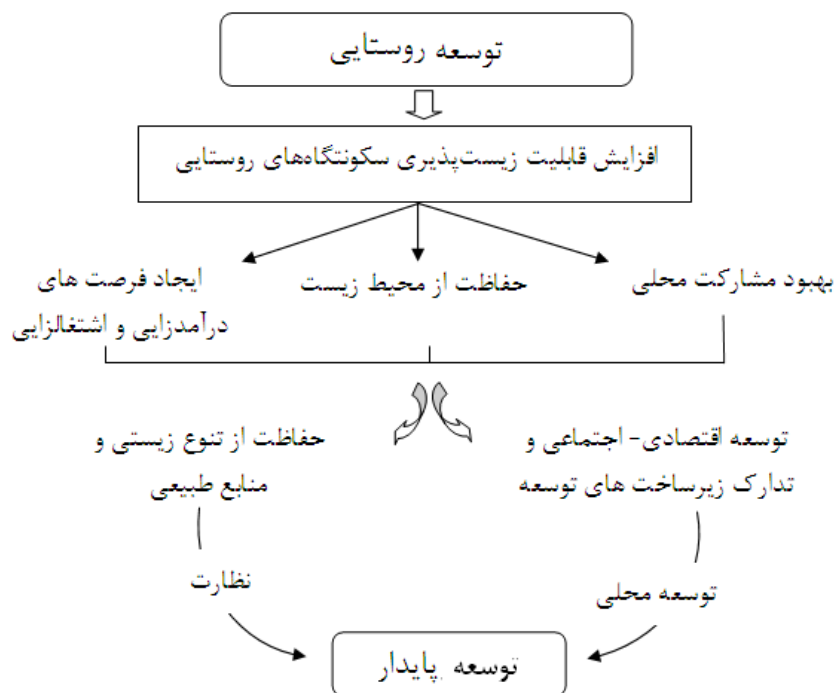 توسعه روستایی
افزایش قابلیت زیست‌پذیری سکونتگاه‌های روستایی
بهبود مشارکت محلی
حفاظت از محیط زیست
ایجاد فرصت های
درآمدزایی و اشتغالزایی
توسعه اقتصادی- اجتماعی و
تدارک زیرساخت های توسعه
حفاظت از تنوع زیستی و
منابع طبیعی
توسعه محلی
نظارت
توسعه پایدار